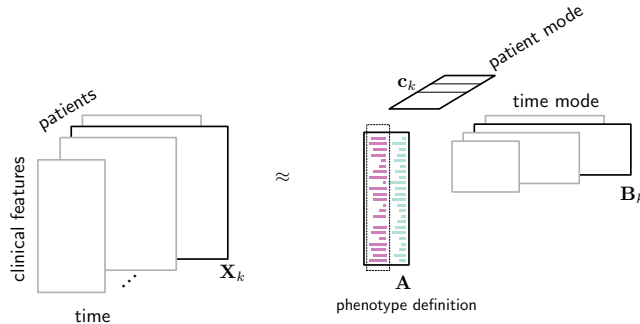 patients
clinical features
time
...
X_k
≈
c_k
patient mode
time mode
B_k
A
phenotype definition